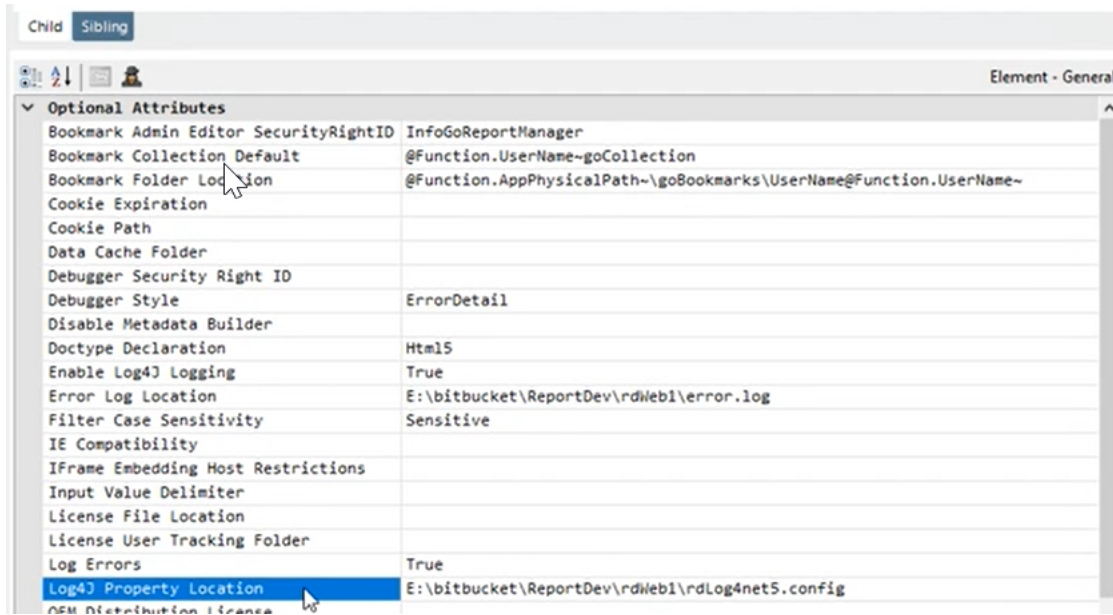 Child Sibling
Element - General
Optional Attributes
Bookmark Admin Editor SecurityRightID InfoGoReportManager
Bookmark Collection Default @Function.UserName~goCollection
Bookmark Folder Location @Function.AppPhysicalPath~\goBookmarks\UserName@Function.UserName~
Cookie Expiration
Cookie Path
Data Cache Folder
Debugger Security Right ID
Debugger Style ErrorDetail
Disable Metadata Builder
Doctype Declaration Html5
Enable Log4J Logging True
Error Log Location E:\bitbucket\ReportDev\rdWeb1\error.log
Filter Case Sensitivity Sensitive
IE Compatibility
IFrame Embedding Host Restrictions
Input Value Delimiter
License File Location
License User Tracking Folder
Log Errors True
Log4J Property Location E:\bitbucket\ReportDev\rdWeb1\rdLog4net5.config
OEM Distribution License